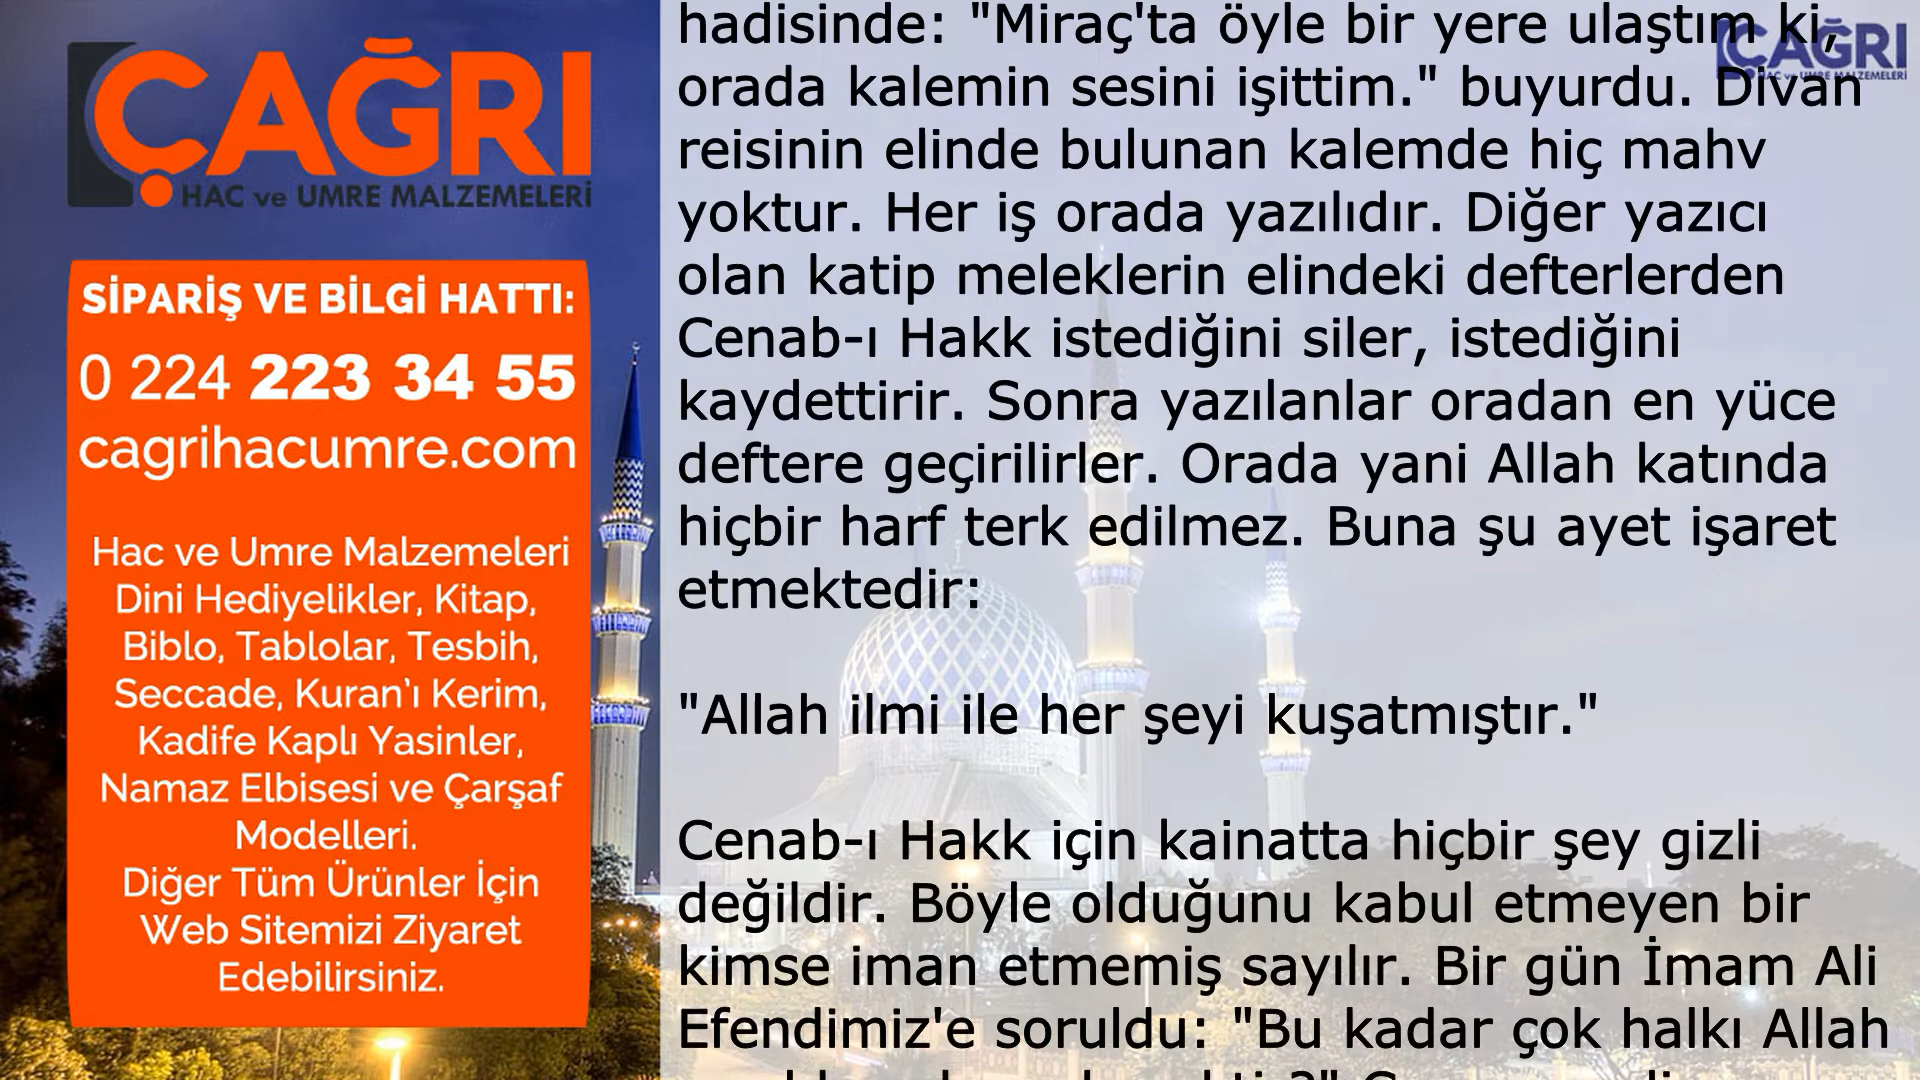 ÇAĞRI
HAC ve UMRE MALZEMELERİ
SİPARİŞ VE BİLGİ HATTI:
0 224 223 34 55
cagrihacumre.com
Hac ve Umre Malzemeleri
Dini Hediyelikler, Kitap,
Biblo, Tablolar, Tesbih,
Seccade, Kuran'ı Kerim,
Kadife Kaplı Yasinler,
Namaz Elbisesi ve Çarşaf
Modelleri.
Diğer Tüm Ürünler İçin
Web Sitemizi Ziyaret
Edebilirsiniz.
ÇAĞRI
HAC ve UMRE MALZEMELERİ
hadisinde: "Miraç'ta öyle bir yere ulaştım ki,
orada kalemin sesini işittim." buyurdu. Divan
reisinin elinde bulunan kalemde hiç mahv
yoktur. Her iş orada yazılıdır. Diğer yazıcı
olan katip meleklerin elindeki defterlerden
Cenab-ı Hakk istediğini siler, istediğini
kaydettirir. Sonra yazılanlar oradan en yüce
deftere geçirilirler. Orada yani Allah katında
hiçbir harf terk edilmez. Buna şu ayet işaret
etmektedir:
"Allah ilmi ile her şeyi kuşatmıştır."
Cenab-ı Hakk için kainatta hiçbir şey gizli
değildir. Böyle olduğunu kabul etmeyen bir
kimse iman etmemiş sayılır. Bir gün İmam Ali
Efendimiz'e soruldu: "Bu kadar çok halkı Allah